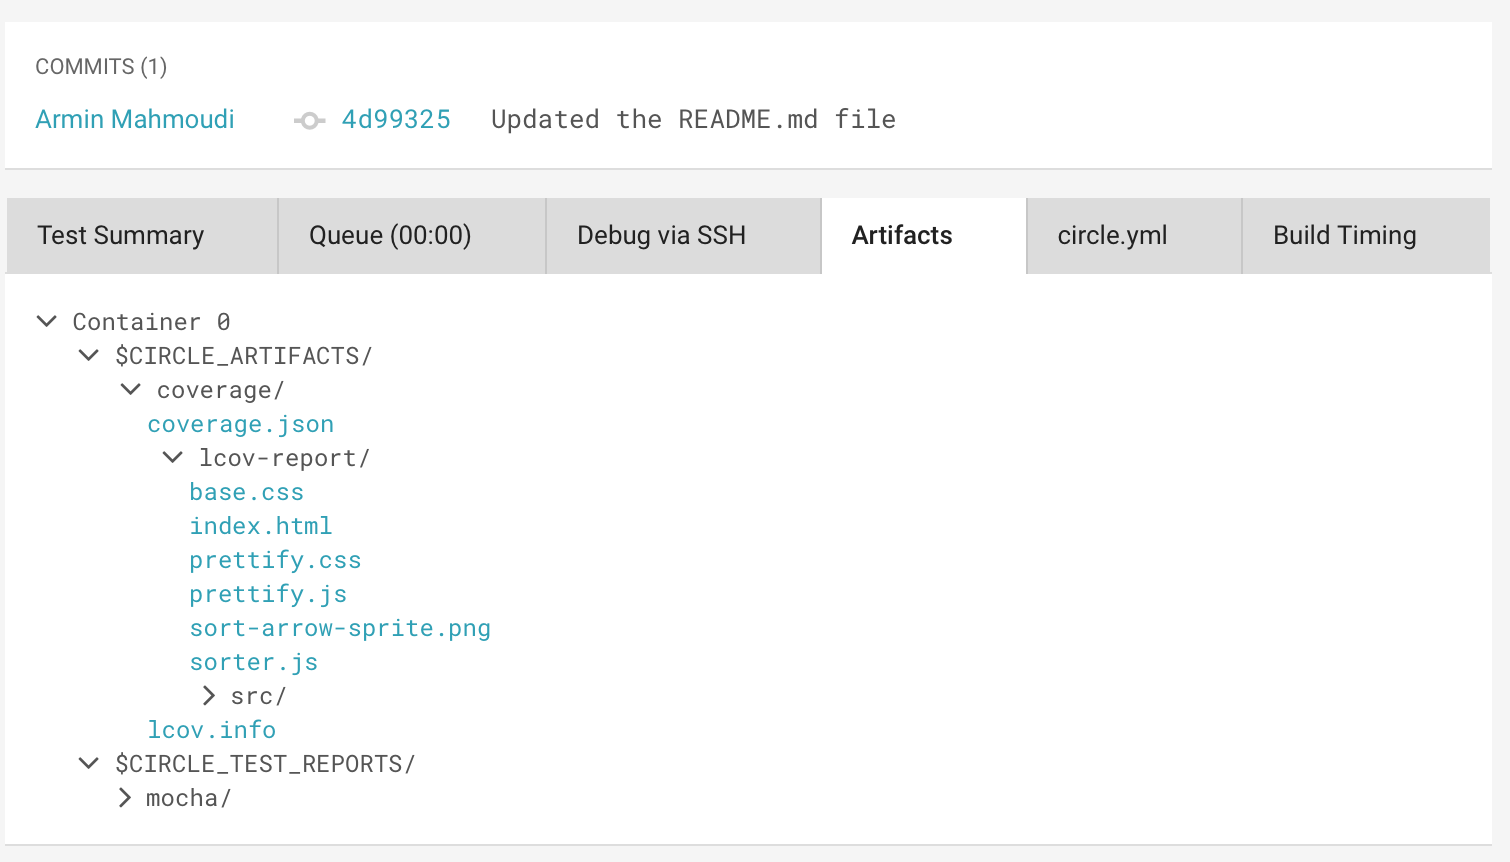 COMMITS (1)
Armin Mahmoudi 4d99325 Updated the README.md file
Test Summary Queue (00:00) Debug via SSH Artifacts circle.yml Build Timing
Container 0
$CIRCLE_ARTIFACTS/
coverage/
coverage.json
lcov-report/
base.css
index.html
prettify.css
prettify.js
sort-arrow-sprite.png
sorter.js
src/
lcov.info
$CIRCLE_TEST_REPORTS/
mocha/